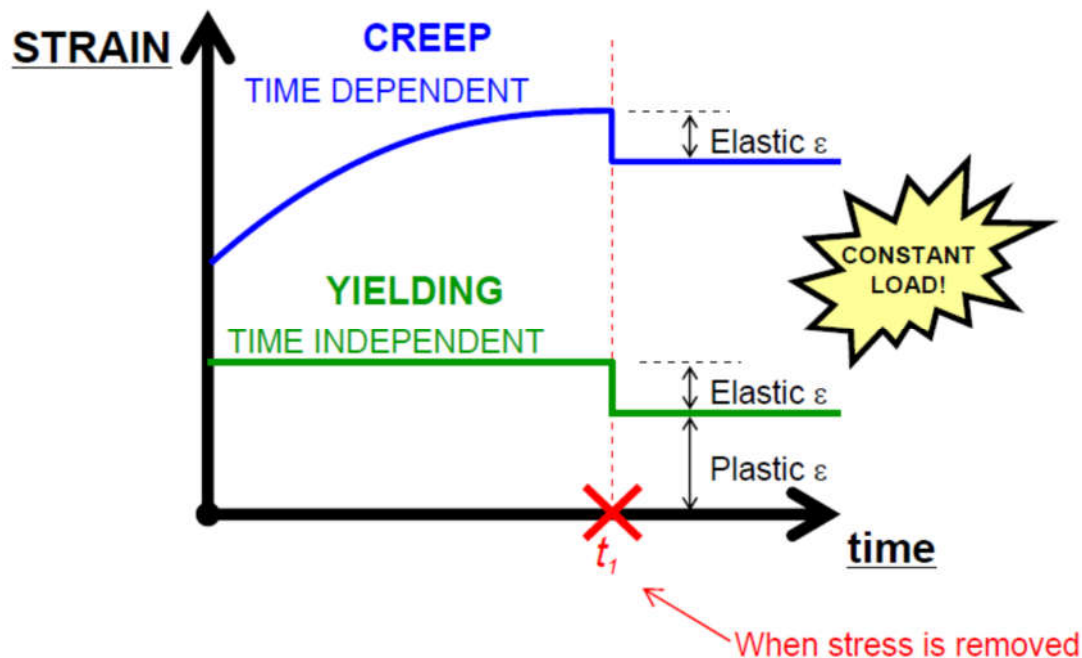 STRAIN
CREEP
TIME DEPENDENT
Elastic ε
CONSTANT
LOAD!
YIELDING
TIME INDEPENDENT
Elastic ε
Plastic ε
t₁
time
When stress is removed